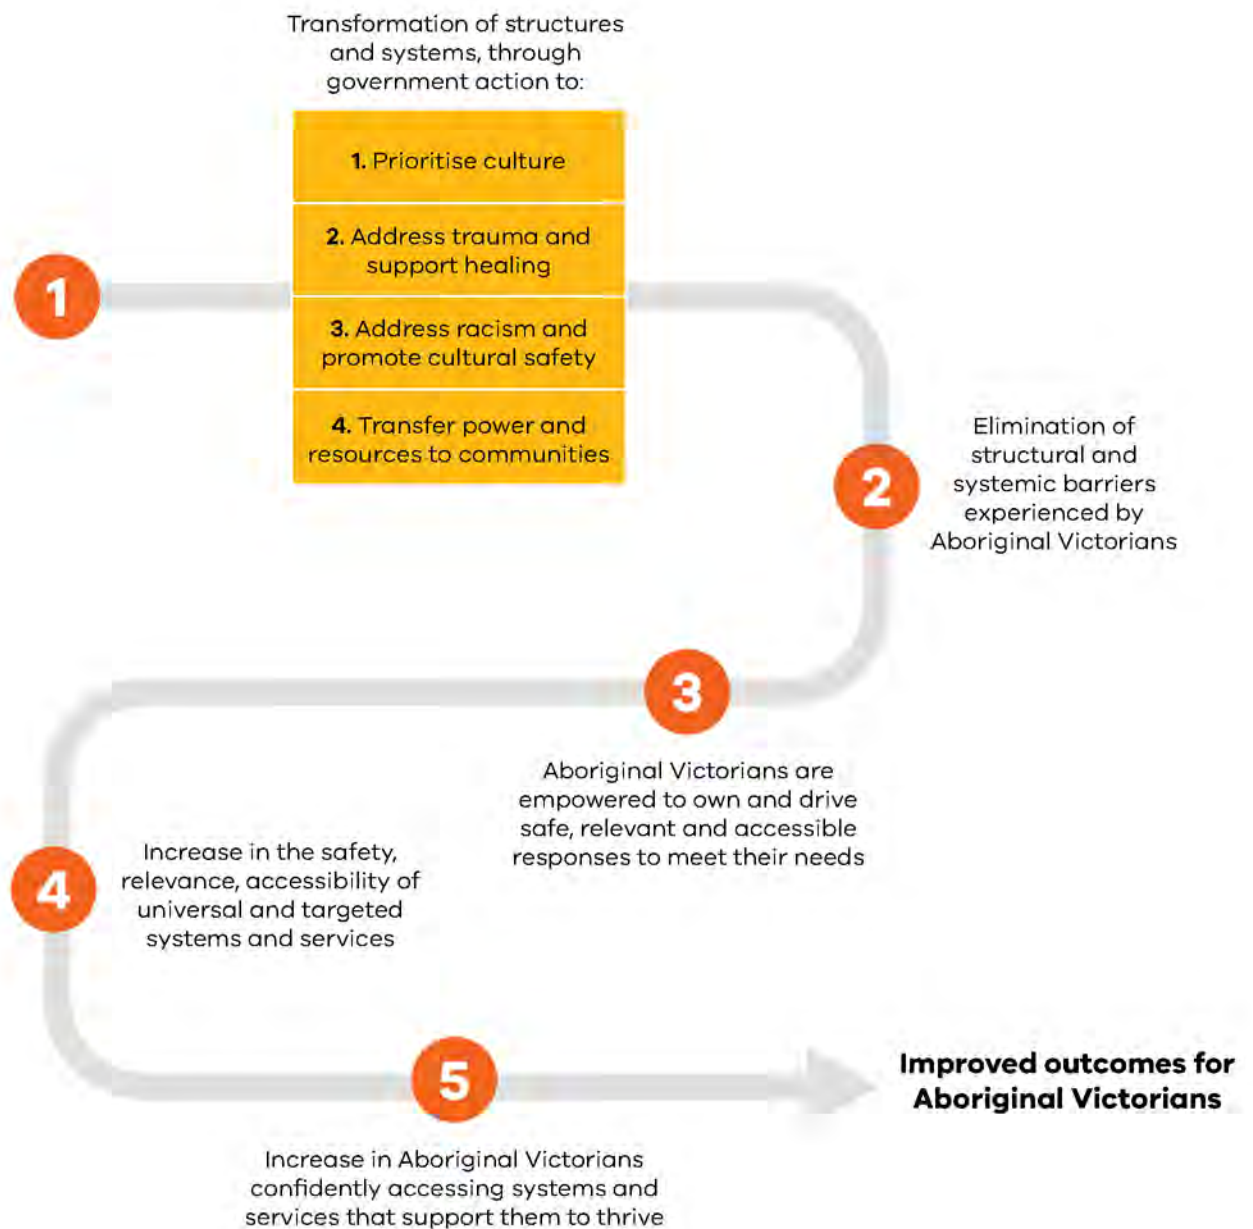 Transformation of structures
and systems, through
government action to:
1. Prioritise culture
2. Address trauma and
support healing
3. Address racism and
promote cultural safety
4. Transfer power and
resources to communities
1
2
Elimination of
structural and
systemic barriers
experienced by
Aboriginal Victorians
3
Aboriginal Victorians are
empowered to own and drive
safe, relevant and accessible
responses to meet their needs
4
Increase in the safety,
relevance, accessibility of
universal and targeted
systems and services
5
Increase in Aboriginal Victorians
confidently accessing systems and
services that support them to thrive
Improved outcomes for
Aboriginal Victorians